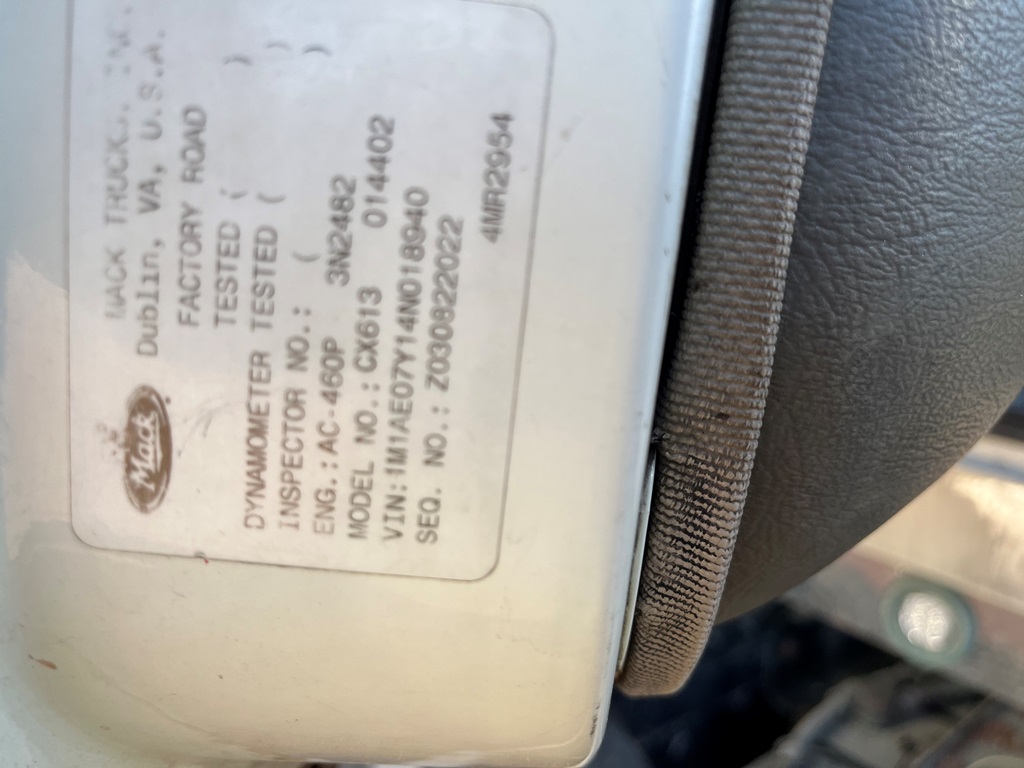 Mack
MACK TRUCKS, INC.
Dublin, VA, U.S.A.
FACTORY ROAD
TESTED ( )
DYNAMOMETER TESTED ( )
INSPECTOR NO.: ( )
ENG.:AC-460P 3N2482
MODEL NO.:CX613 014402
VIN:1M1AE07Y14N018940
SEQ. NO.:Z030822022
4MR2954